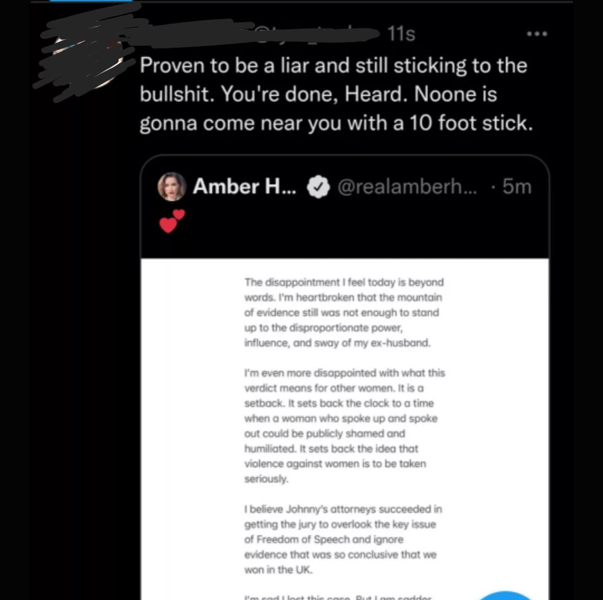 11s
Proven to be a liar and still sticking to the
bullshit. You're done, Heard. Noone is
gonna come near you with a 10 foot stick.
Amber H... @realamberh... · 5m
The disappointment I feel today is beyond
words. I'm heartbroken that the mountain
of evidence still was not enough to stand
up to the disproportionate power,
influence, and sway of my ex-husband.
I'm even more disappointed with what this
verdict means for other women. It is a
setback. It sets back the clock to a time
when a woman who spoke up and spoke
out could be publicly shamed and
humiliated. It sets back the idea that
violence against women is to be taken
seriously.
I believe Johnny's attorneys succeeded in
getting the jury to overlook the key issue
of Freedom of Speech and ignore
evidence that was so conclusive that we
won in the UK.
I'm sad I lost this case. But I am sadder